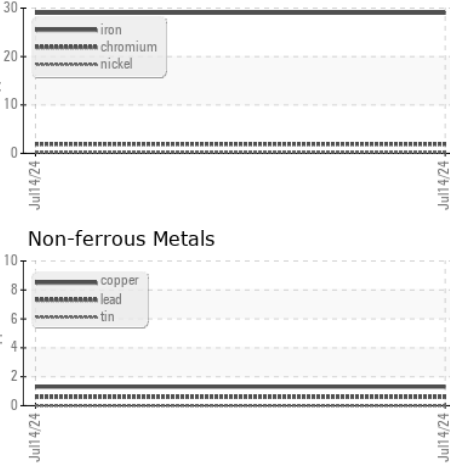 30
iron
chromium
nickel
20
10
0
Jul14/24
Jul14/24
Non-ferrous Metals
10
copper
8
lead
tin
6
4
2
0
Jul14/24
Jul14/24